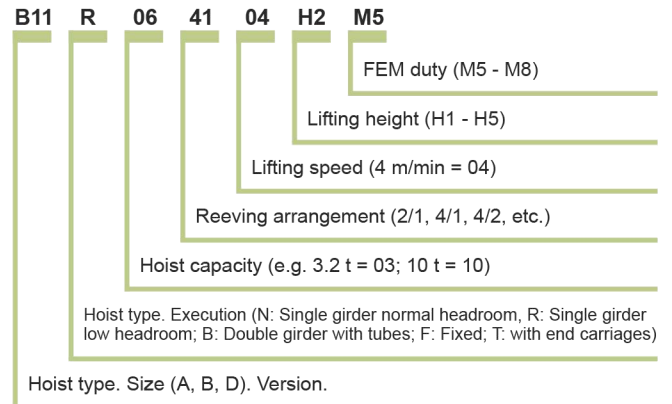 B11 R 06 41 04 H2 M5
FEM duty (M5 - M8)
Lifting height (H1 - H5)
Lifting speed (4 m/min = 04)
Reeving arrangement (2/1, 4/1, 4/2, etc.)
Hoist capacity (e.g. 3.2 t = 03; 10 t = 10)
Hoist type. Execution (N: Single girder normal headroom, R: Single girder
low headroom; B: Double girder with tubes; F: Fixed; T: with end carriages)
Hoist type. Size (A, B, D). Version.